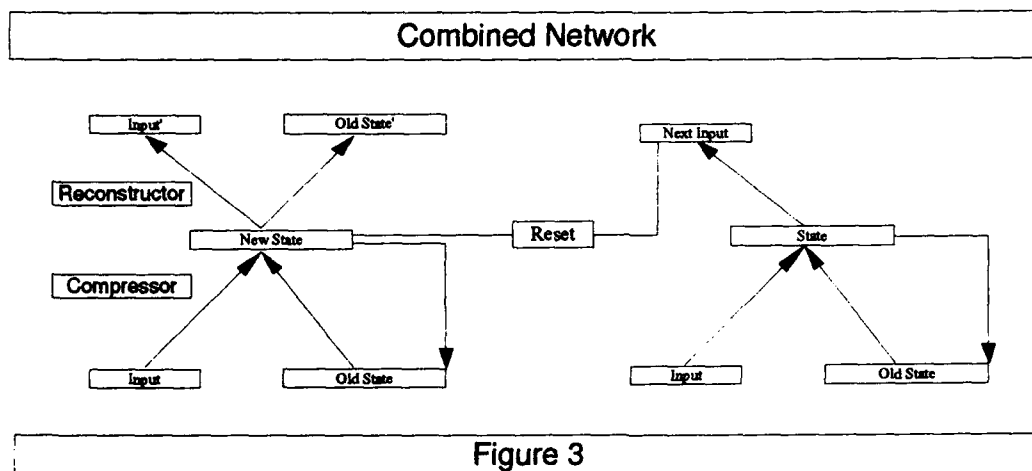 Combined Network
Input'
Old State'
Next Input
Reconstructor
New State
Reset
State
Compressor
Input
Old State
Input
Old State
Figure 3